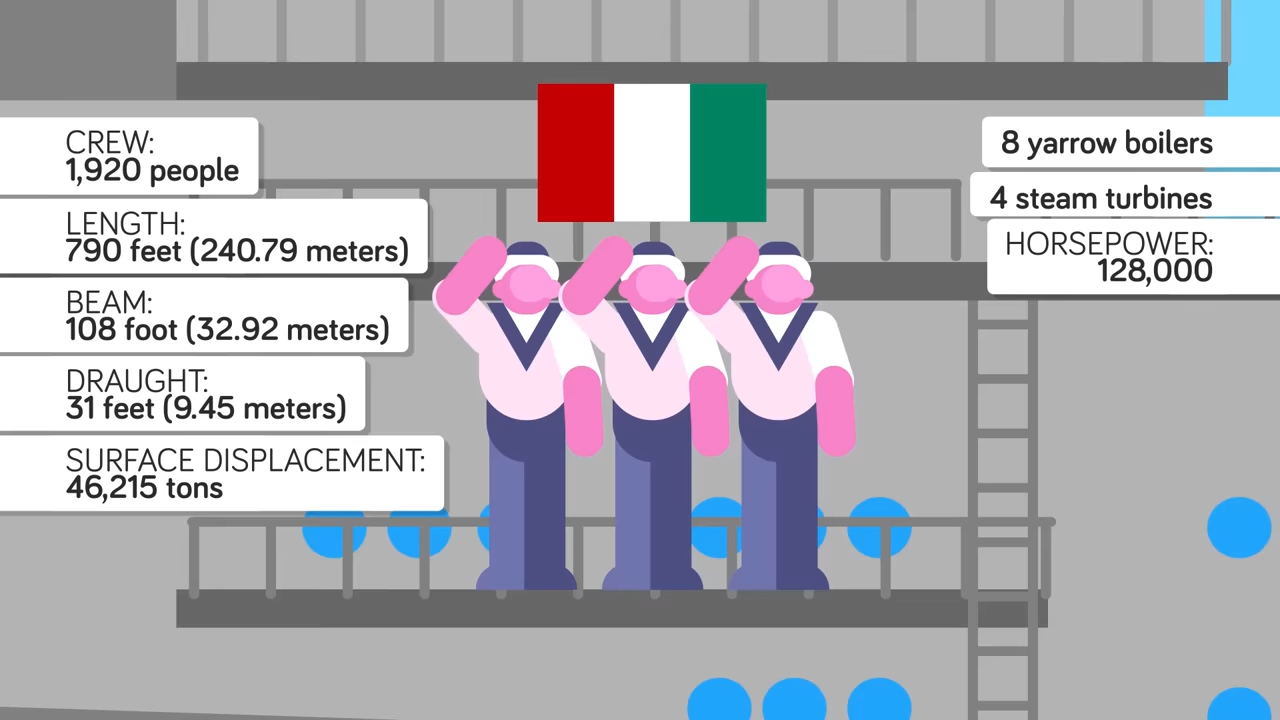 CREW:
1,920 people
LENGTH:
790 feet (240.79 meters)
BEAM:
108 foot (32.92 meters)
DRAUGHT:
31 feet (9.45 meters)
SURFACE DISPLACEMENT:
46,215 tons
8 yarrow boilers
4 steam turbines
HORSEPOWER:
128,000